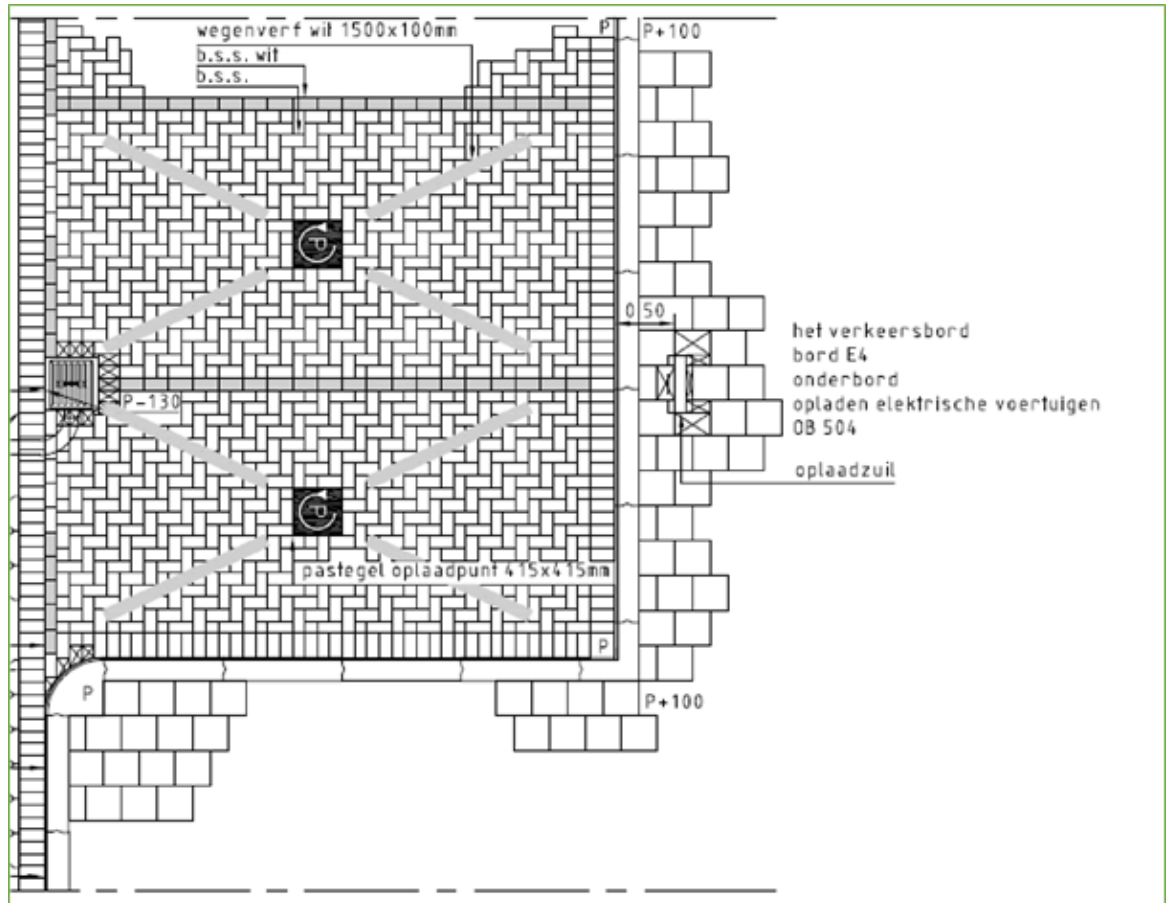 wegenverf wit 1500x100mm
b.s.s. wit
b.s.s.
P
P+100
P
0.50
het verkeersbord
bord E4
onderbord
opladen elektrische voertuigen
OB 504
oplaadzuil
P-130
P
pastegel oplaadpunt 415x415mm
P
P
P+100